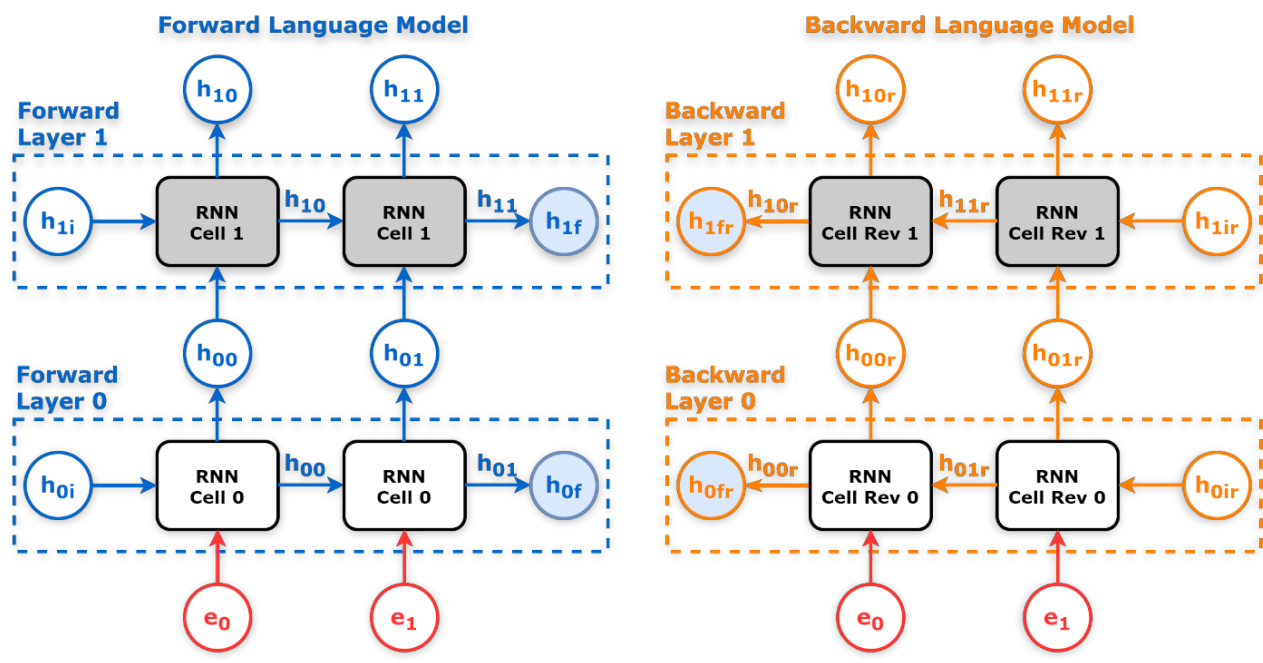 Forward Language Model
Backward Language Model
h10
h11
h10r
h11r
Forward
Layer 1
Backward
Layer 1
h1i
RNN
Cell 1
h10
RNN
Cell 1
h11
h1f
h1fr
h10r
RNN
Cell Rev 1
h11r
RNN
Cell Rev 1
h1ir
h00
h01
h00r
h01r
Forward
Layer 0
Backward
Layer 0
h0i
RNN
Cell 0
h00
RNN
Cell 0
h01
h0f
h0fr
h00r
RNN
Cell Rev 0
h01r
RNN
Cell Rev 0
h0ir
e0
e1
e0
e1